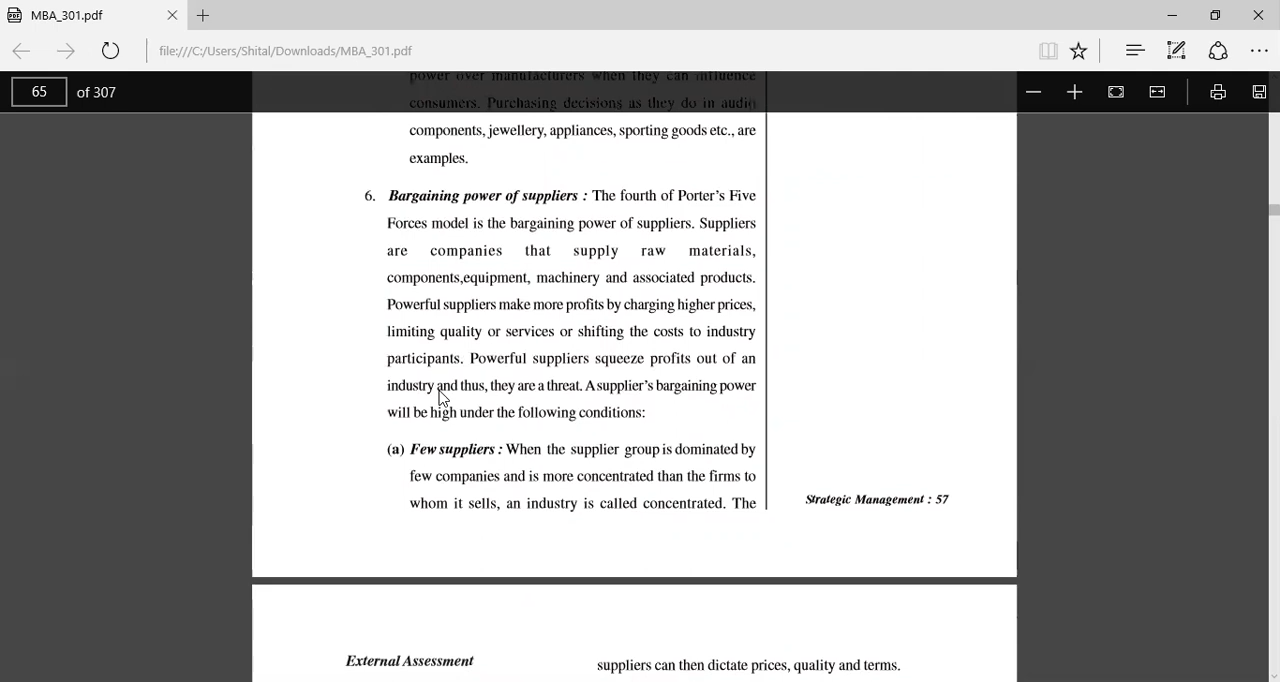 MBA_301.pdf
file:///C:/Users/Shital/Downloads/MBA_301.pdf
65 of 307
power over manufacturers when they can influence
consumers. Purchasing decisions as they do in audio
components, jewellery, appliances, sporting goods etc., are
examples.
6. Bargaining power of suppliers : The fourth of Porter's Five
Forces model is the bargaining power of suppliers. Suppliers
are companies that supply raw materials,
components,equipment, machinery and associated products.
Powerful suppliers make more profits by charging higher prices,
limiting quality or services or shifting the costs to industry
participants. Powerful suppliers squeeze profits out of an
industry and thus, they are a threat. A supplier's bargaining power
will be high under the following conditions:
(a) Few suppliers : When the supplier group is dominated by
few companies and is more concentrated than the firms to
whom it sells, an industry is called concentrated. The
Strategic Management : 57
External Assessment
suppliers can then dictate prices, quality and terms.